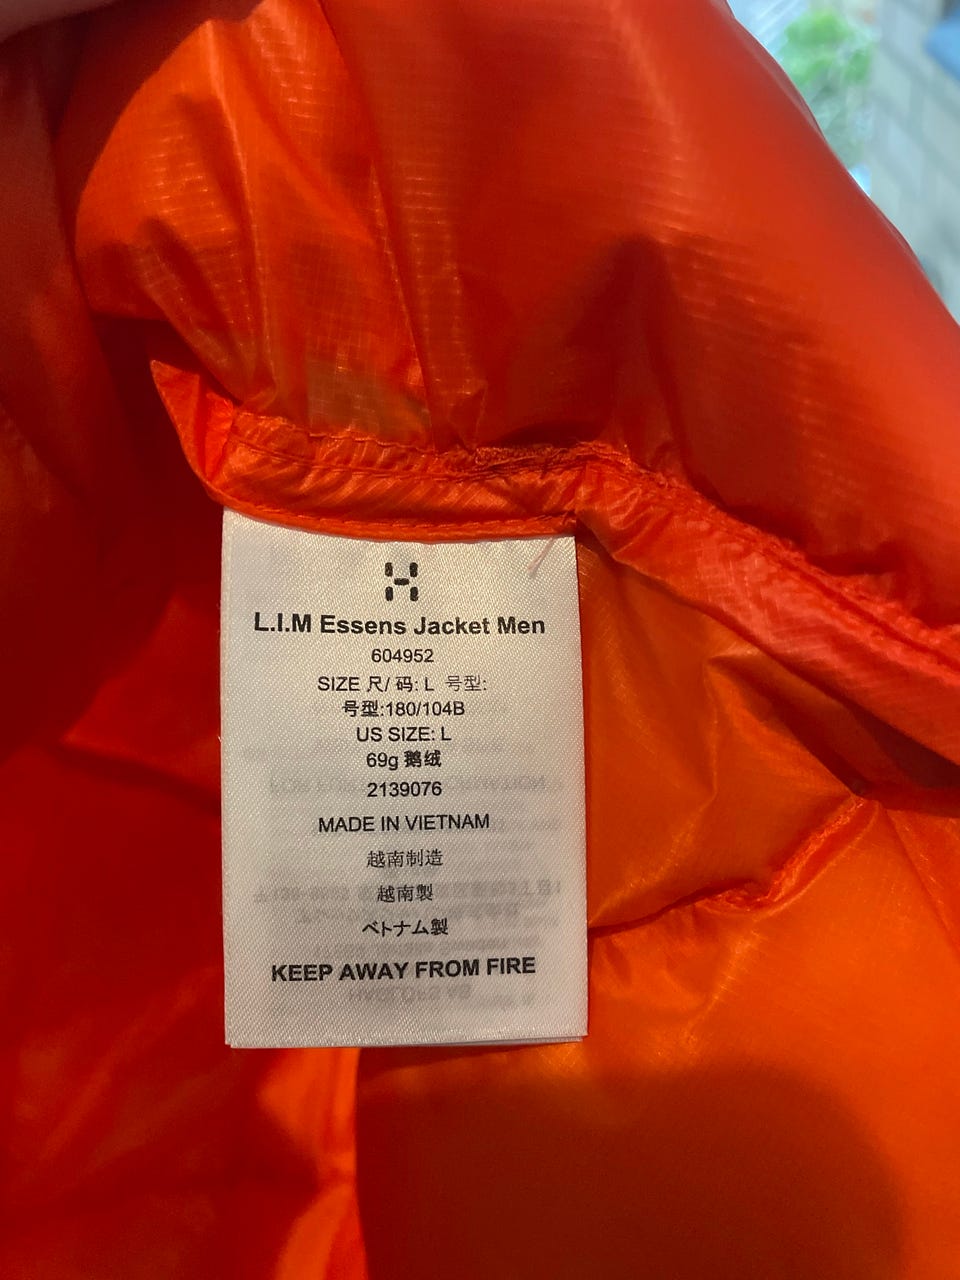 L.I.M Essens Jacket Men
604952
SIZE 尺/ 码: L 号型:
号型:180/104B
US SIZE: L
69g 鹅绒
2139076
MADE IN VIETNAM
越南制造
越南製
ベトナム製
KEEP AWAY FROM FIRE